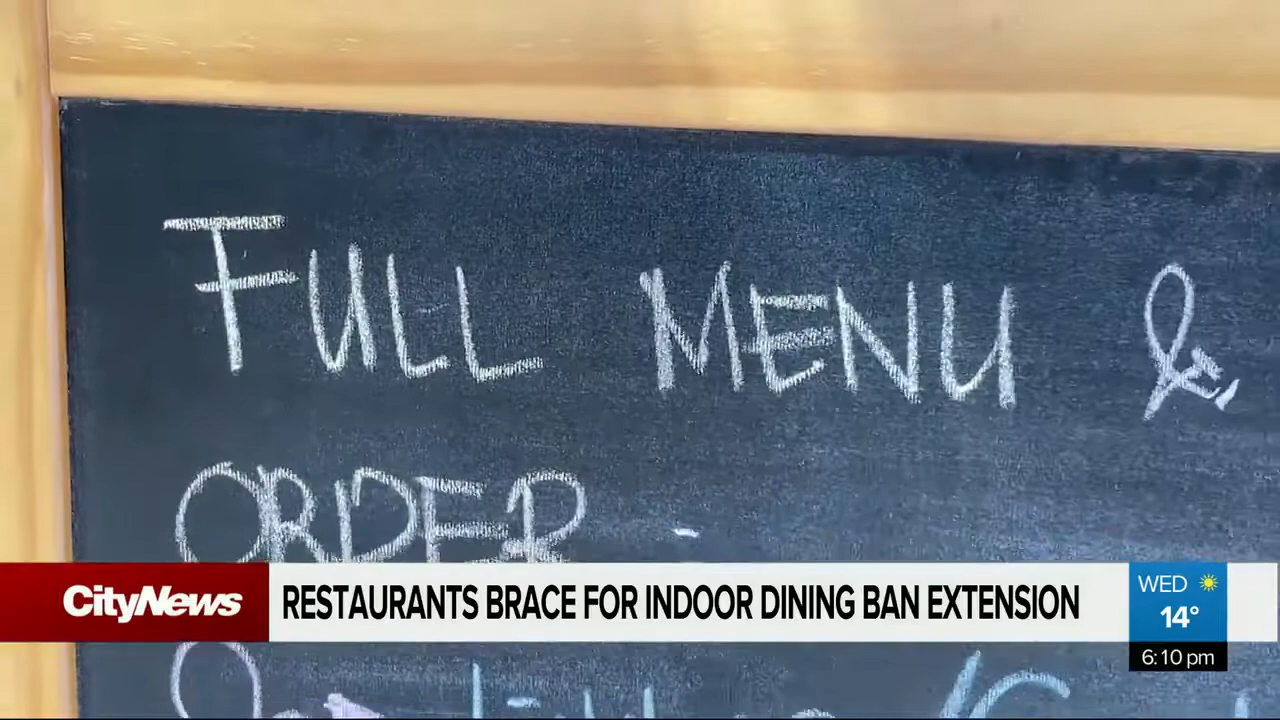 FULL MENU &
ORDER -
CityNews
RESTAURANTS BRACE FOR INDOOR DINING BAN EXTENSION
WED
14°
6:10 pm